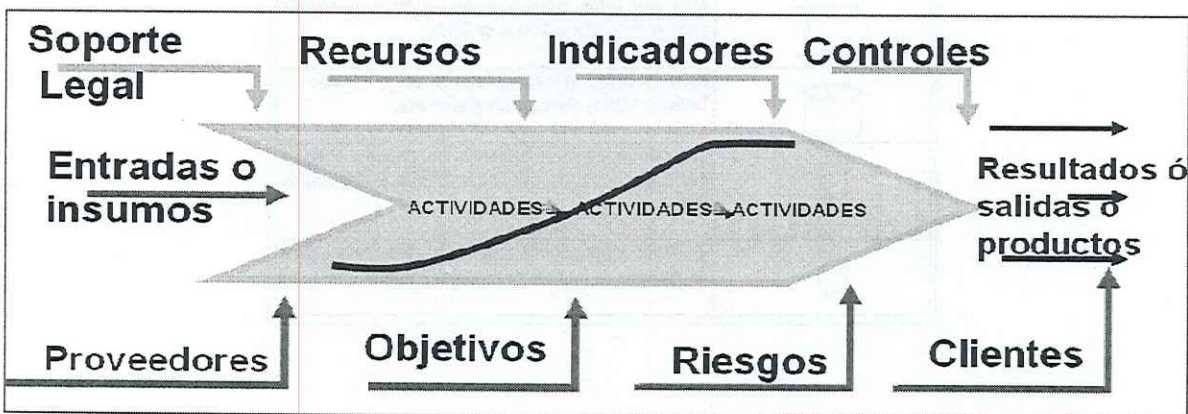 Soporte
Legal
Recursos
Indicadores
Controles
Entradas o
insumos
ACTIVIDADES
ACTIVIDADES
ACTIVIDADES
Resultados ó
salidas o
productos
Proveedores
Objetivos
Riesgos
Clientes